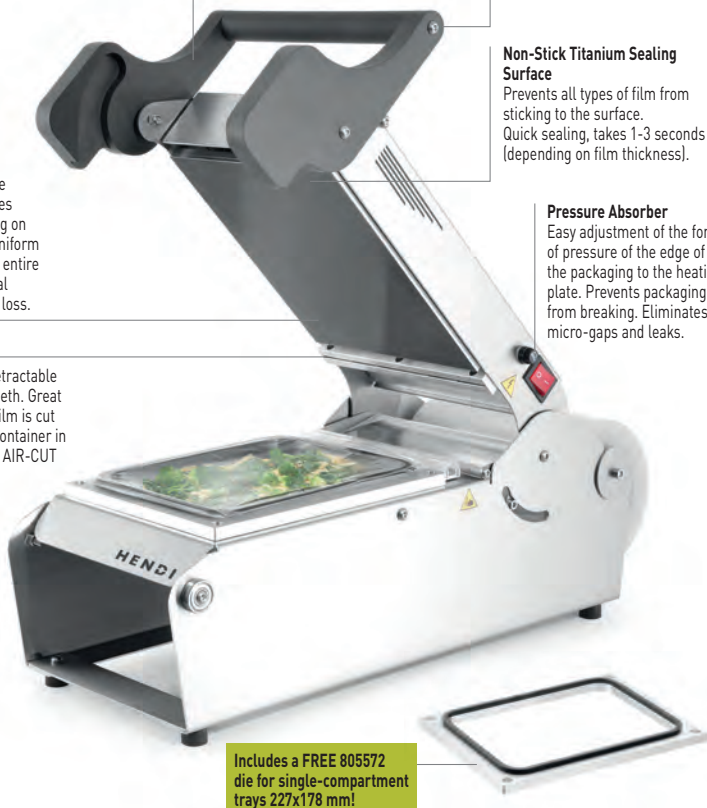 Non-Stick Titanium Sealing
Surface
Prevents all types of film from
sticking to the surface.
Quick sealing, takes 1-3 seconds
(depending on film thickness).
niform
entire
loss.
Pressure Absorber
Easy adjustment of the for
of pressure of the edge of
the packaging to the heati
plate. Prevents packaging
from breaking. Eliminates
micro-gaps and leaks.
g on
etractable
eth. Great
ilm is cut
ontainer in
AIR-CUT
HENDI
Includes a FREE 805572
die for single-compartment
trays 227x178 mm!